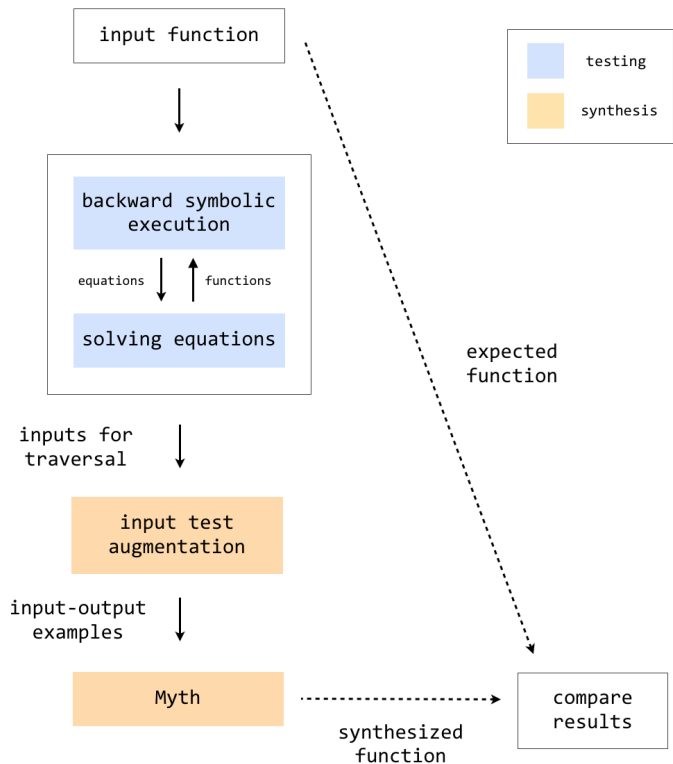 input function
testing
synthesis
backward symbolic
execution
equations
functions
solving equations
expected
function
inputs for
traversal
input test
augmentation
input-output
examples
Myth
compare
results
synthesized
function